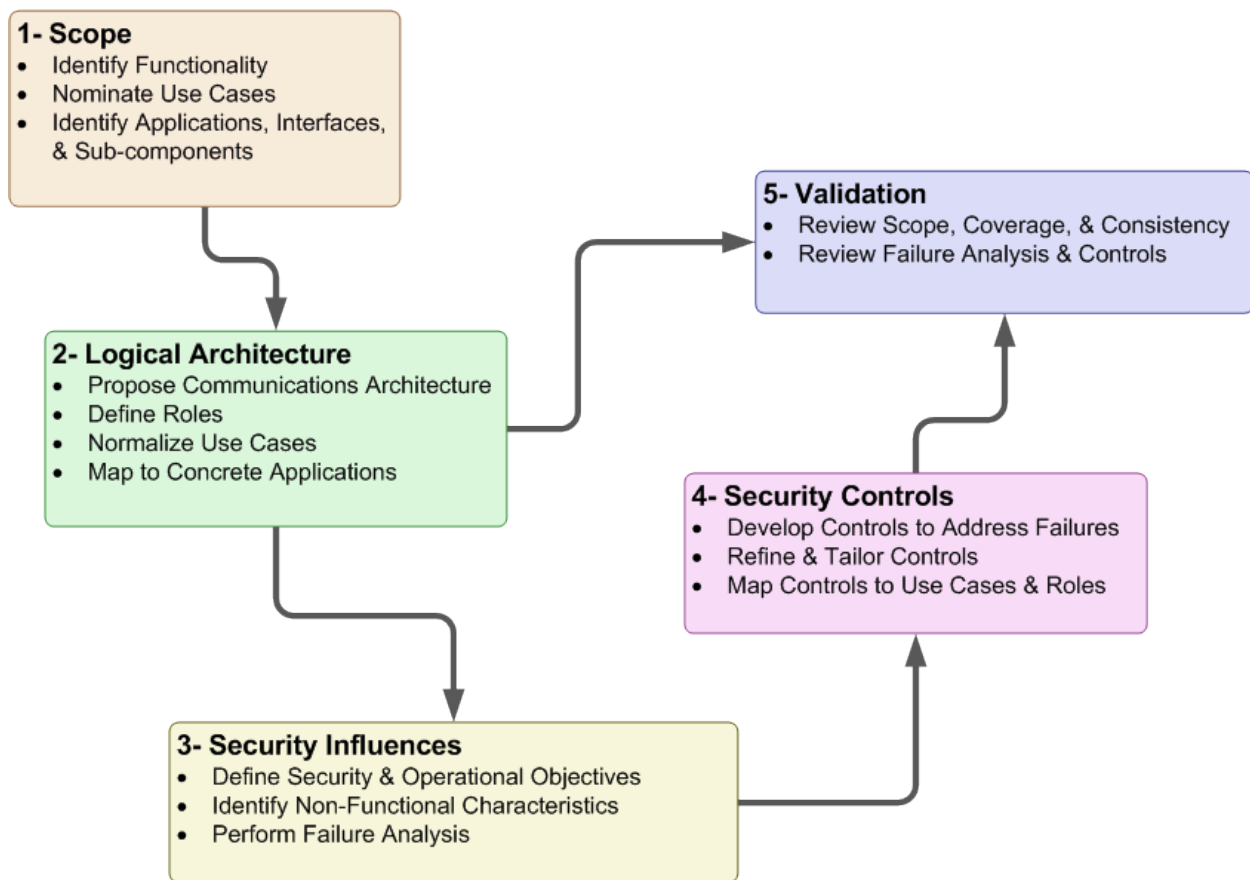 1- Scope
• Identify Functionality
• Nominate Use Cases
• Identify Applications, Interfaces,
& Sub-components
2- Logical Architecture
• Propose Communications Architecture
• Define Roles
• Normalize Use Cases
• Map to Concrete Applications
3- Security Influences
• Define Security & Operational Objectives
• Identify Non-Functional Characteristics
• Perform Failure Analysis
4- Security Controls
• Develop Controls to Address Failures
• Refine & Tailor Controls
• Map Controls to Use Cases & Roles
5- Validation
• Review Scope, Coverage, & Consistency
• Review Failure Analysis & Controls